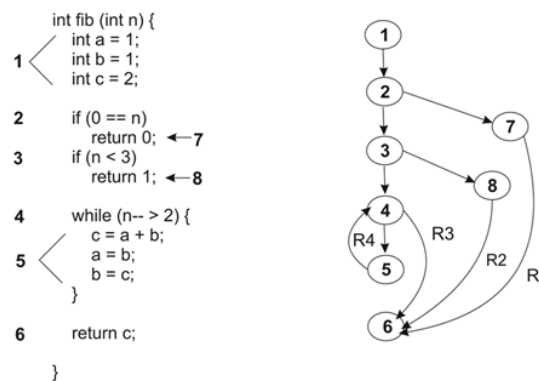 int fib (int n) {
1
int a = 1;
int b = 1;
int c = 2;
2 if (0 == n)
return 0; ←7
3 if (n < 3)
return 1; ←8
4 while (n-- > 2) {
5
c = a + b;
a = b;
b = c;
}
6 return c;
}
1
2
7
3
8
4
R4
R3
5
R2
R
6